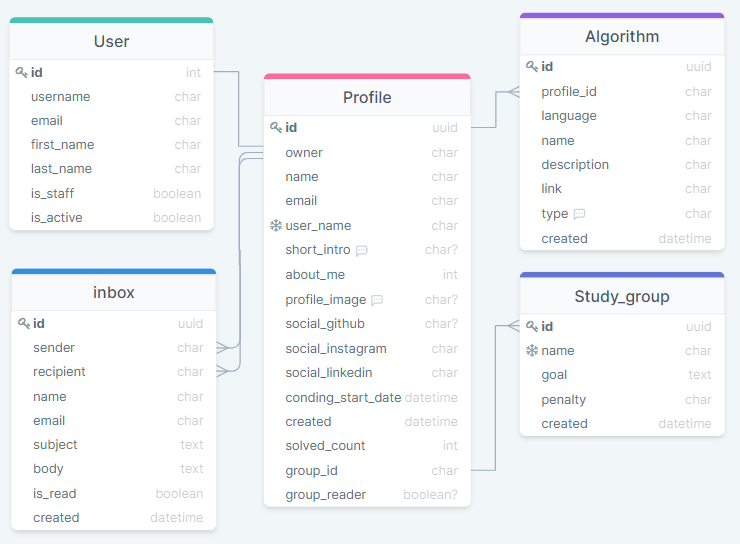 User
id int
username char
email char
first_name char
last_name char
is_staff boolean
is_active boolean
inbox
id uuid
sender char
recipient char
name char
email char
subject text
body text
is_read boolean
created datetime
Profile
id uuid
owner char
name char
email char
user_name char
short_intro char?
about_me int
profile_image char?
social_github char?
social_instagram char
social_linkedin char
conding_start_date datetime
created datetime
solved_count int
group_id char
group_reader boolean?
Algorithm
id uuid
profile_id char
language char
name char
description char
link char
type char
created datetime
Study_group
id uuid
name char
goal text
penalty char
created datetime